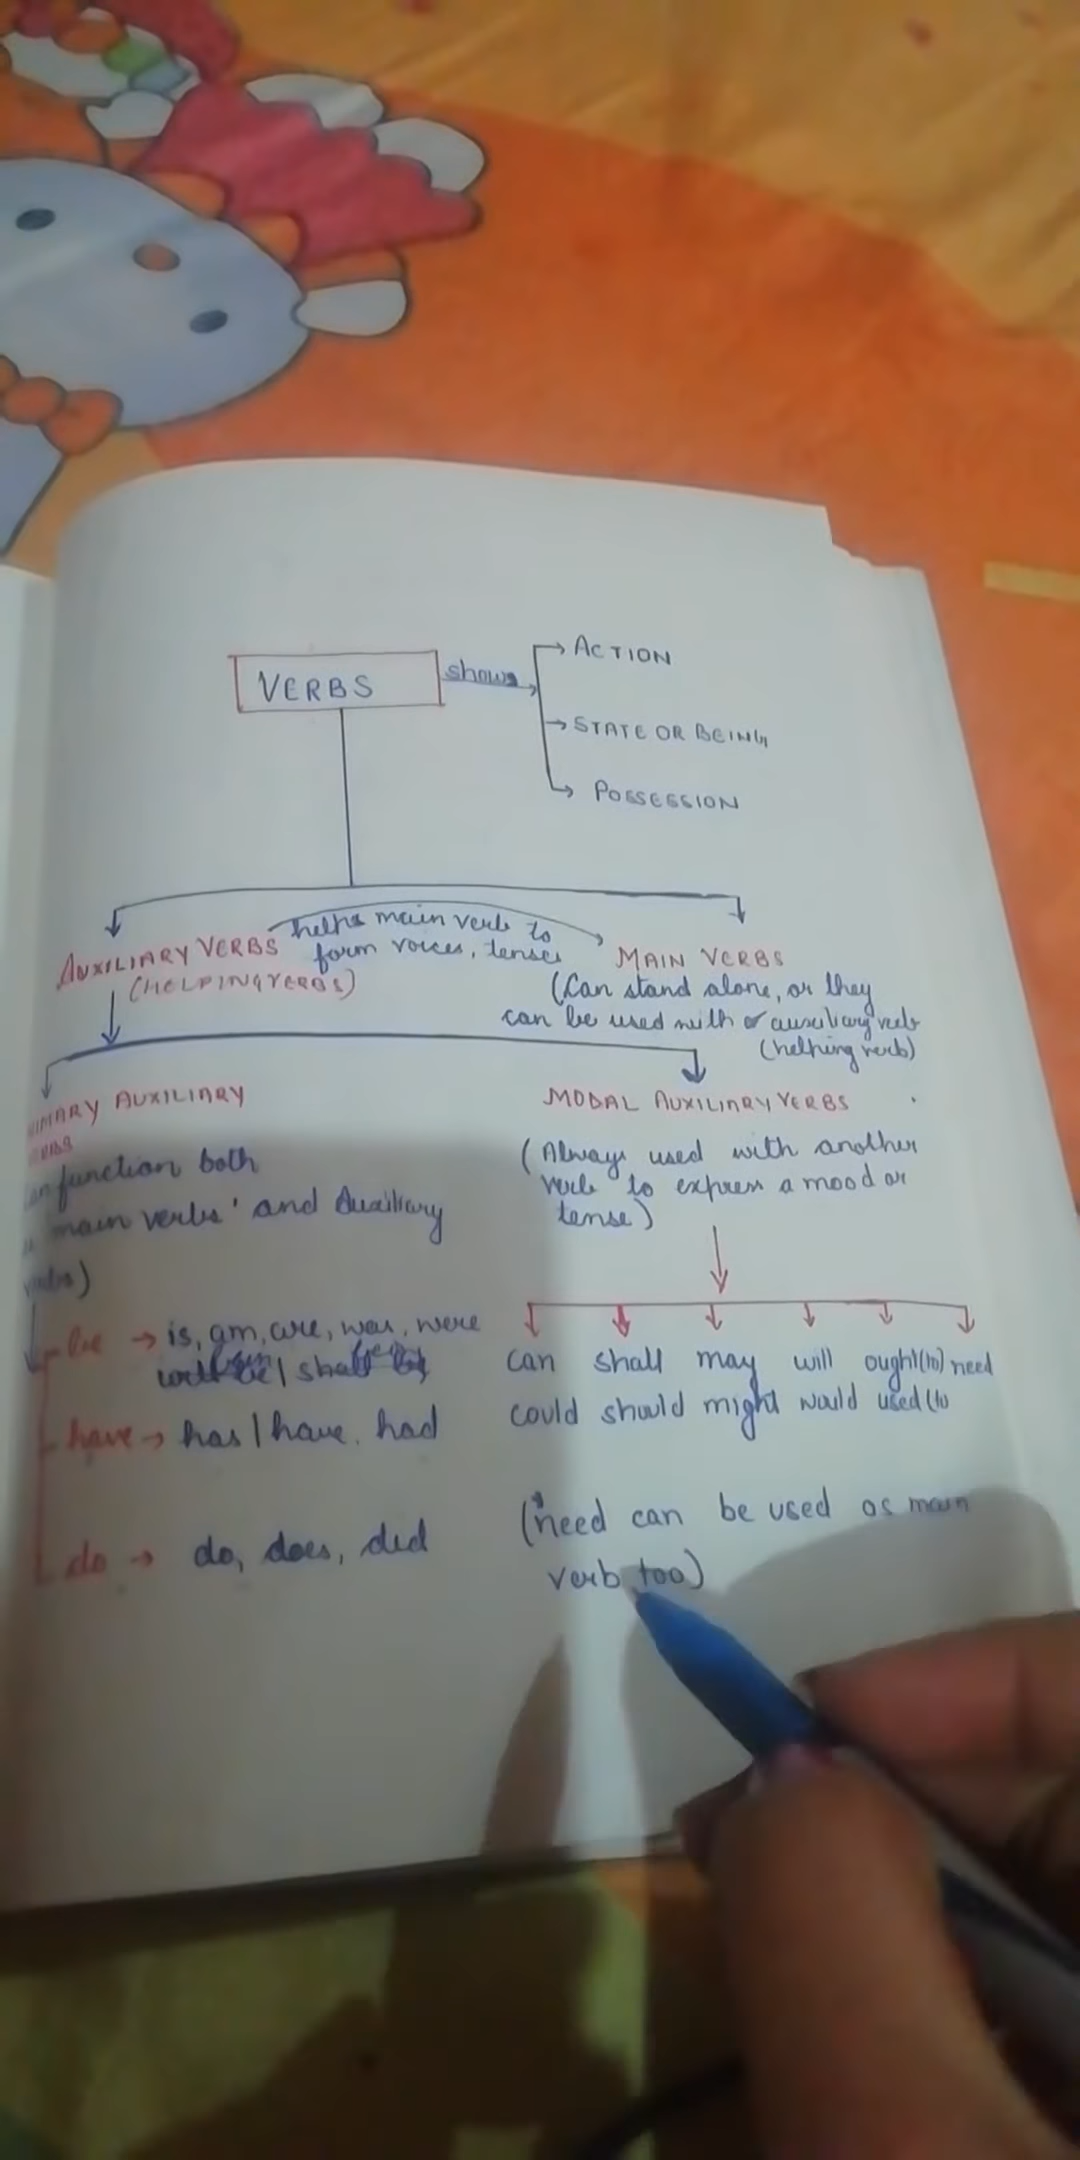 VERBS shows
ACTION
STATE OR BEING
POSSESSION
AUXILIARY VERBS
(HELPING VERBS)
helps main verb to
form voices, tenses
MAIN VERBS
(Can stand alone, or they
can be used with auxiliary verb
(helping verb)
IMARY AUXILIARY
function both
main verbs' and Auxiliary
MODAL AUXILIARY VERBS
(Always used with another
verb to express a mood or
tense)
be → is, am, are, was, were
have → has/have, had
do → do, does, did
can shall may will ought(to) need
could should might would used(to
(need can be used as main
verb too)